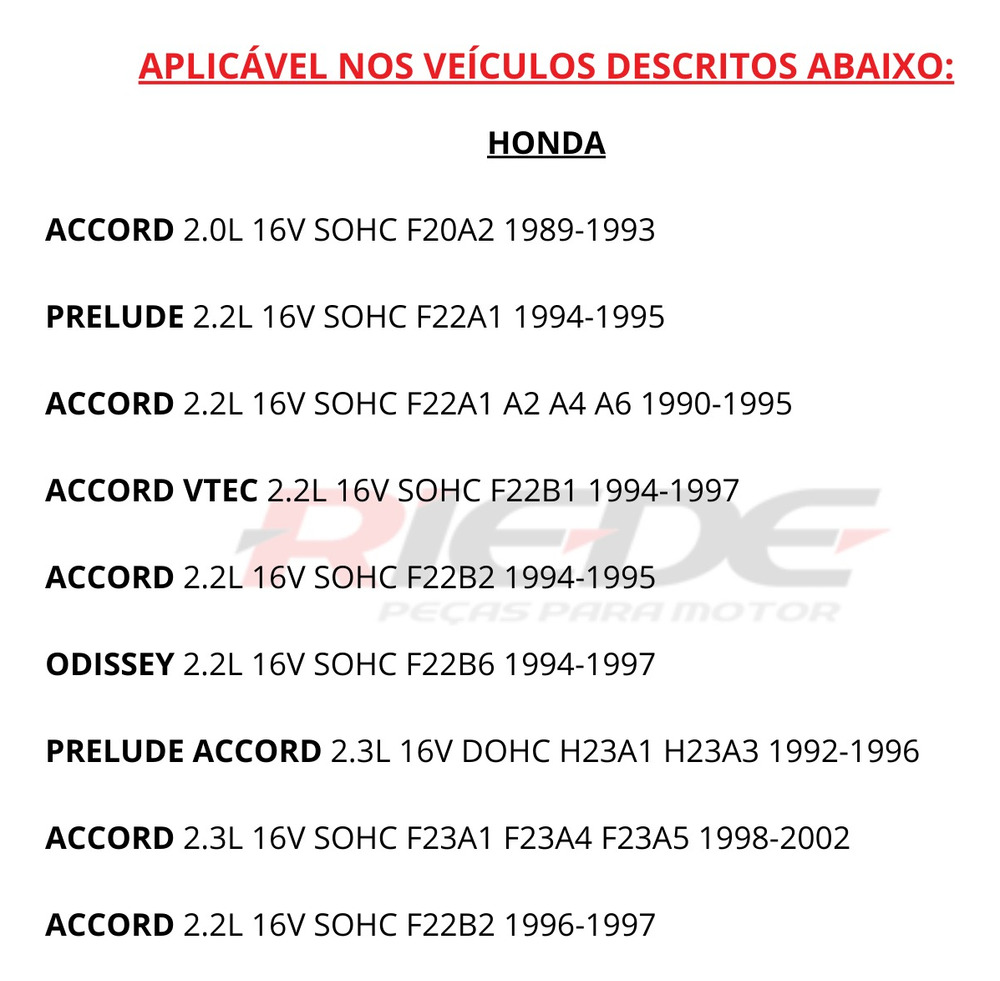 APLICÁVEL NOS VEÍCULOS DESCRITOS ABAIXO:
HONDA
ACCORD 2.0L 16V SOHC F20A2 1989-1993
PRELUDE 2.2L 16V SOHC F22A1 1994-1995
ACCORD 2.2L 16V SOHC F22A1 A2 A4 A6 1990-1995
ACCORD VTEC 2.2L 16V SOHC F22B1 1994-1997
RIEDE
ACCORD 2.2L 16V SOHC F22B2 1994-1995
PEÇAS PARA MOTOR
ODISSEY 2.2L 16V SOHC F22B6 1994-1997
PRELUDE ACCORD 2.3L 16V DOHC H23A1 H23A3 1992-1996
ACCORD 2.3L 16V SOHC F23A1 F23A4 F23A5 1998-2002
ACCORD 2.2L 16V SOHC F22B2 1996-1997